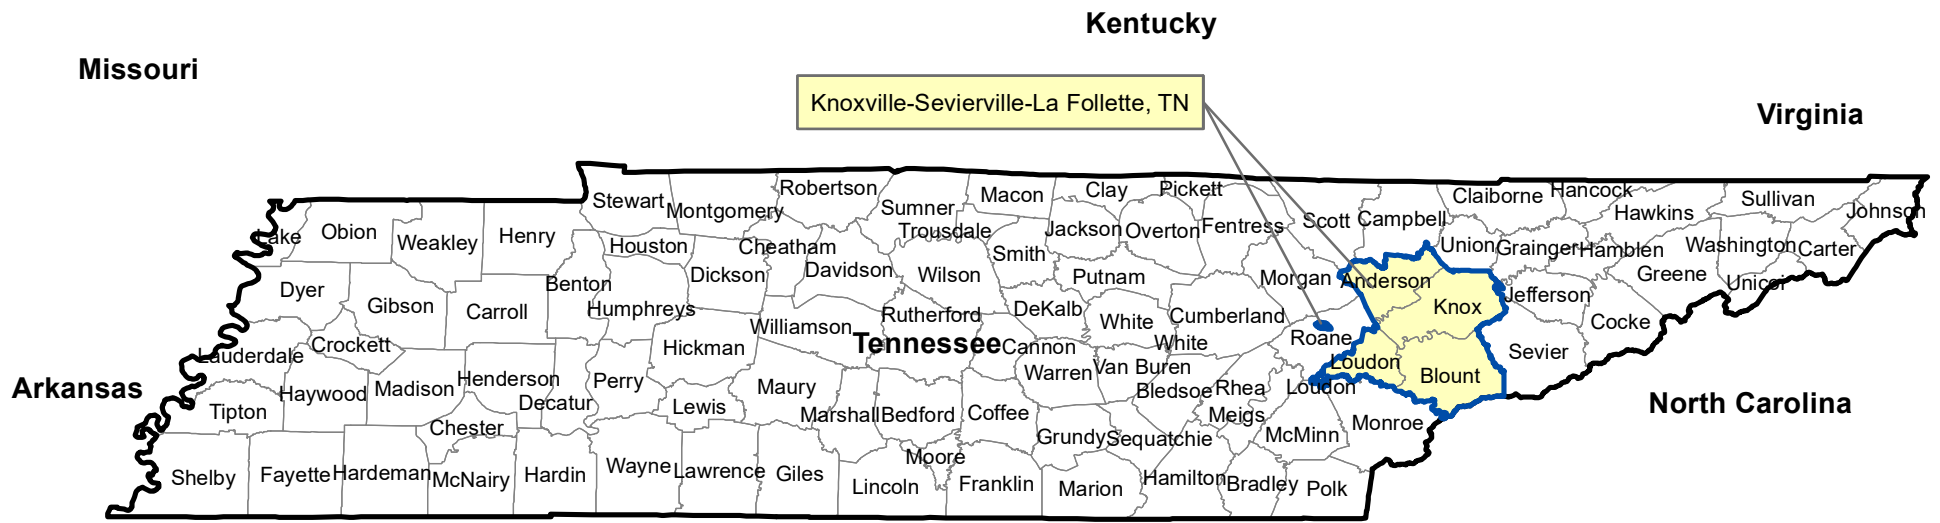 Kentucky
Missouri
Knoxville-Sevierville-La Follette, TN
Virginia
Stewart
Montgomery
Robertson
Sumner
Trousdale
Macon
Clay
Pickett
Claiborne
Hancock
Sullivan
Johnson
Lake
Obion
Weakley
Henry
Houston
Cheatham
Smith
Jackson
Overton
Fentress
Scott
Campbell
Union
Grainger
Hamblen
Hawkins
Washington
Carter
Dyer
Gibson
Carroll
Benton
Humphreys
Dickson
Davidson
Wilson
Putnam
Morgan
Anderson
Knox
Jefferson
Greene
Unicoi
Cocke
Lauderdale
Crockett
Hickman
Williamson
Rutherford
Tennessee
Cannon
DeKalb
White
White
Cumberland
Roane
Loudon
Loudon
Blount
Sevier
Arkansas
Haywood
Madison
Henderson
Decatur
Perry
Lewis
Maury
Marshall
Bedford
Coffee
Warren
Van Buren
Bledsoe
Rhea
Meigs
McMinn
Monroe
North Carolina
Tipton
Chester
Grundy
Sequatchie
Moore
Shelby
Fayette
Hardeman
McNairy
Hardin
Wayne
Lawrence
Giles
Lincoln
Franklin
Marion
Hamilton
Bradley
Polk